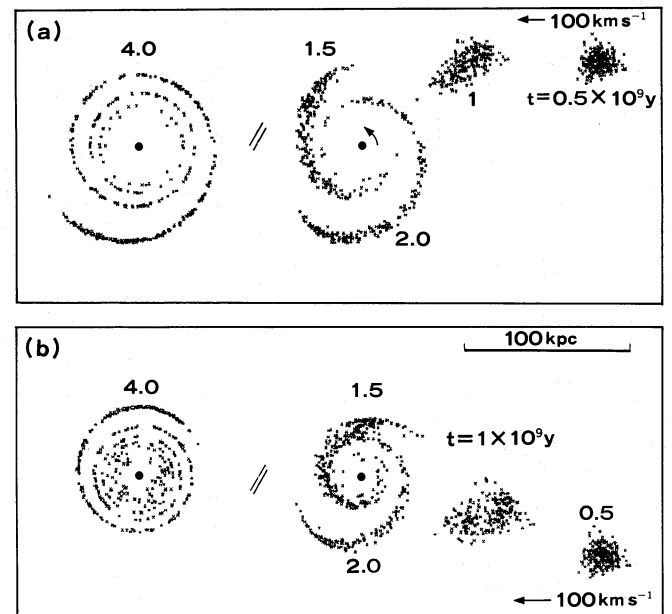 (a)
← 100 km s⁻¹
4.0
1.5
1
t=0.5×10⁹y
2.0
(b)
100 kpc
4.0
1.5
t=1×10⁹y
0.5
2.0
← 100 km s⁻¹